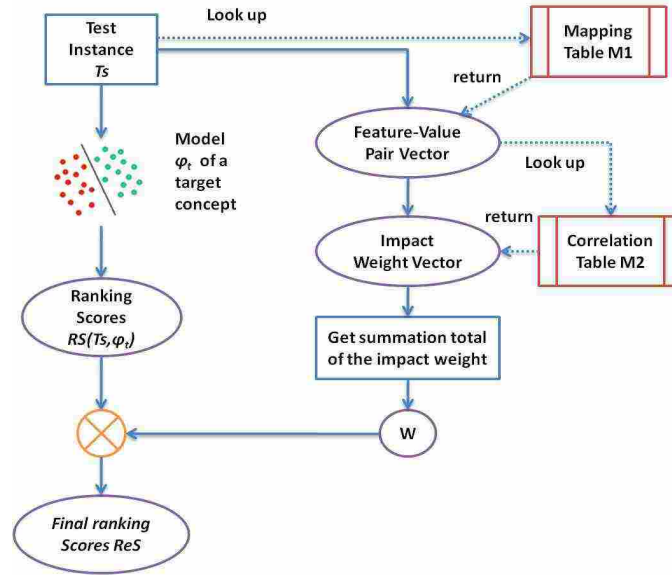 Test
Instance
Ts
Look up
Mapping
Table M1
return
Feature-Value
Pair Vector
Look up
Model
φt of a
target
concept
return
Impact
Weight Vector
Correlation
Table M2
Ranking
Scores
RS(Ts,φt)
Get summation total
of the impact weight
W
Final ranking
Scores ReS